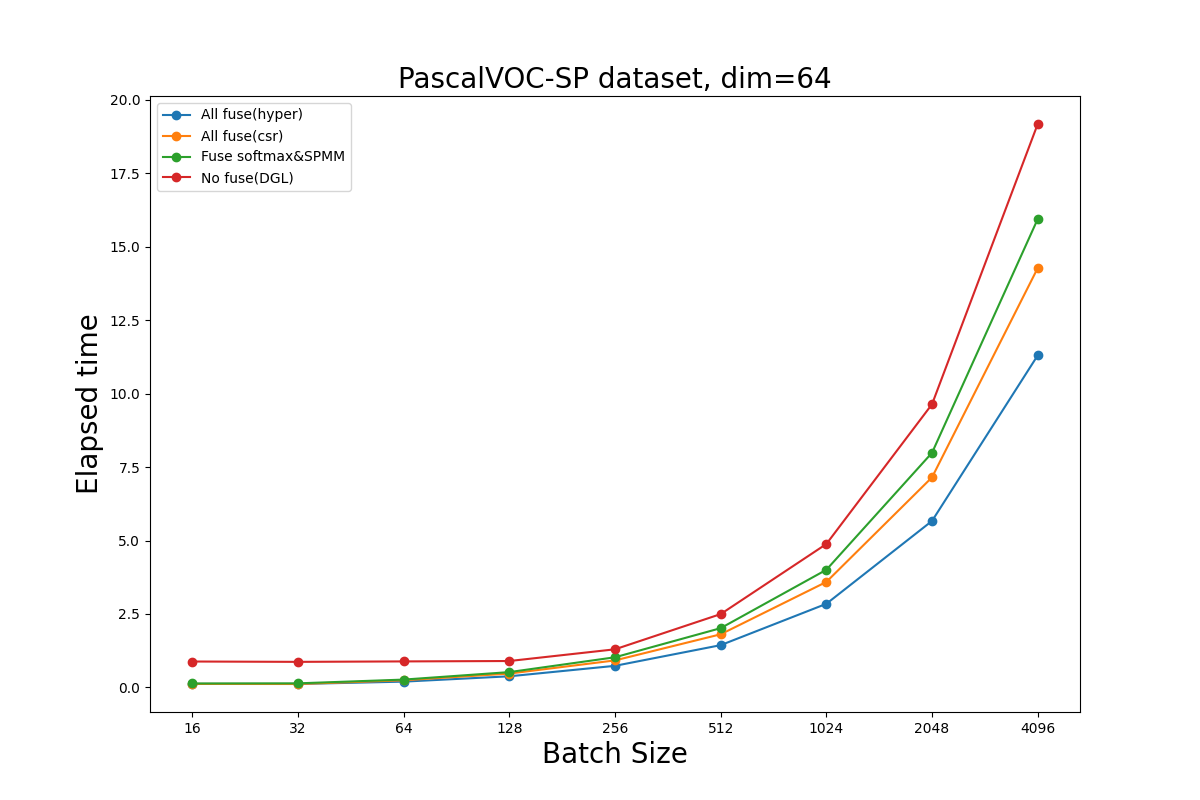 PascalVOC-SP dataset, dim=64
All fuse(hyper)
All fuse(csr)
Fuse softmax&SPMM
No fuse(DGL)
20.0
17.5
15.0
12.5
10.0
7.5
5.0
2.5
0.0
Elapsed time
16 32 64 128 256 512 1024 2048 4096
Batch Size